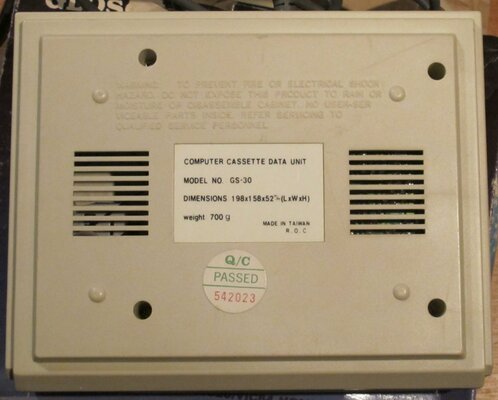 WARNING: TO PREVENT FIRE OR ELECTRICAL SHOCK
HAZARD, DO NOT EXPOSE THIS PRODUCT TO RAIN OR
MOISTURE OF DISASSEMBLE CABINET. NO USER-SER
VICEABLE PARTS INSIDE. REFER SERVICING TO
QUALIFIED SERVICE PERSONNEL.
COMPUTER CASSETTE DATA UNIT
MODEL NO. GS-30
DIMENSIONS 198x158x52 m/m (LxWxH)
weight 700 g
MADE IN TAIWAN
R.O.C
Q/C
PASSED
542023